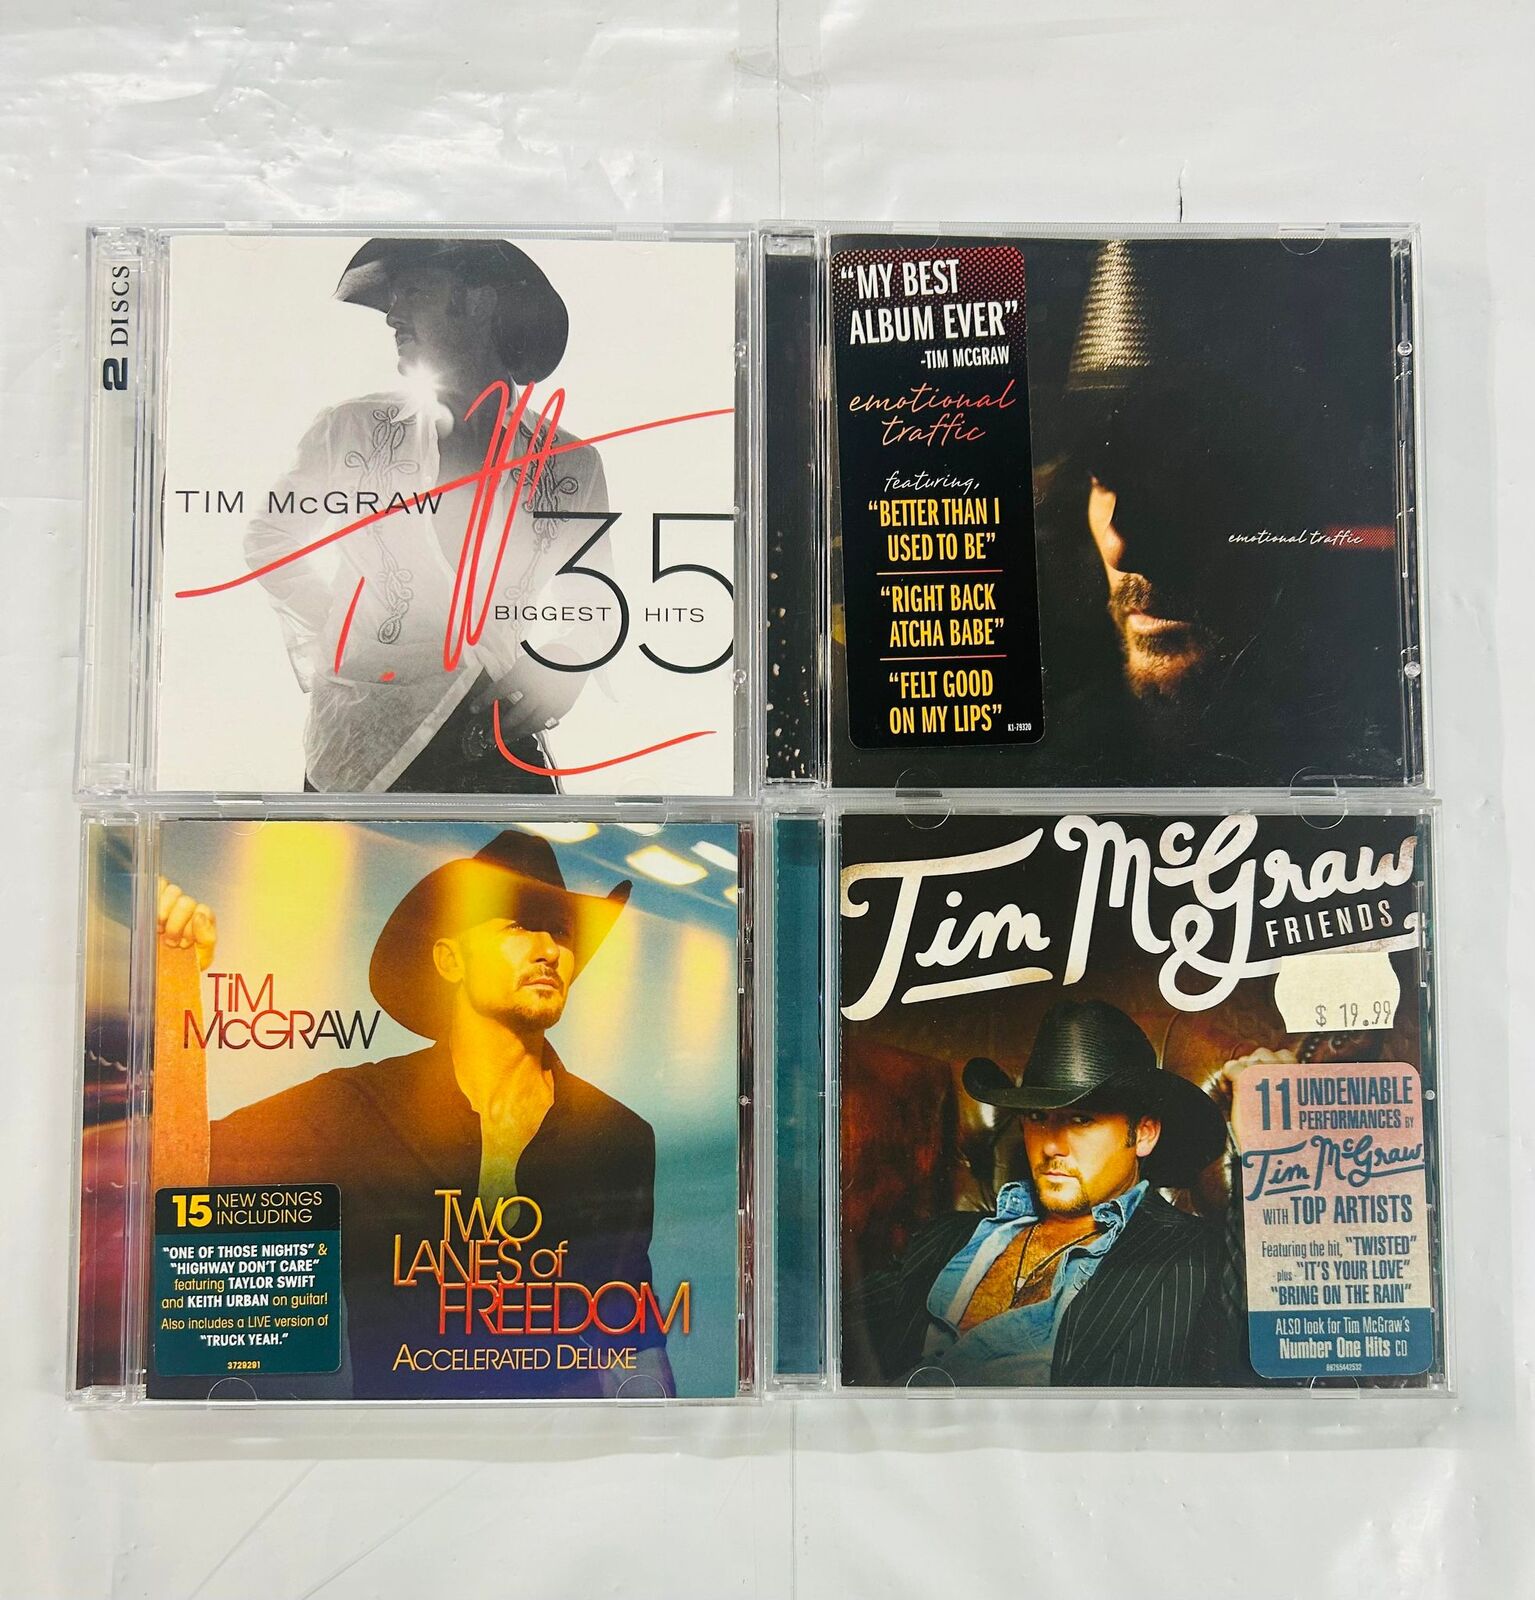 2 DISCS
TIM McGRAW
35
BIGGEST HITS
"MY BEST
ALBUM EVER"
-TIM MCGRAW
emotional
traffic
featuring,
"BETTER THAN I
USED TO BE"
"RIGHT BACK
ATCHA BABE"
"FELT GOOD
ON MY LIPS"
K1-79320
emotional traffic
TiM
McGRAW
15 NEW SONGS
INCLUDING
"ONE OF THOSE NIGHTS" &
"HIGHWAY DON'T CARE"
featuring TAYLOR SWIFT
and KEITH URBAN on guitar!
Also includes a LIVE version of
"TRUCK YEAH."
3729291
TWO
LANES of
FREEDOM
ACCELERATED DELUXE
Tim McGraw
& FRIENDS
$ 19.99
11 UNDENIABLE
PERFORMANCES BY
Tim McGraw
WITH TOP ARTISTS
Featuring the hit, "TWISTED"
plus "IT'S YOUR LOVE"
"BRING ON THE RAIN"
ALSO look for Tim McGraw's
Number One Hits CD